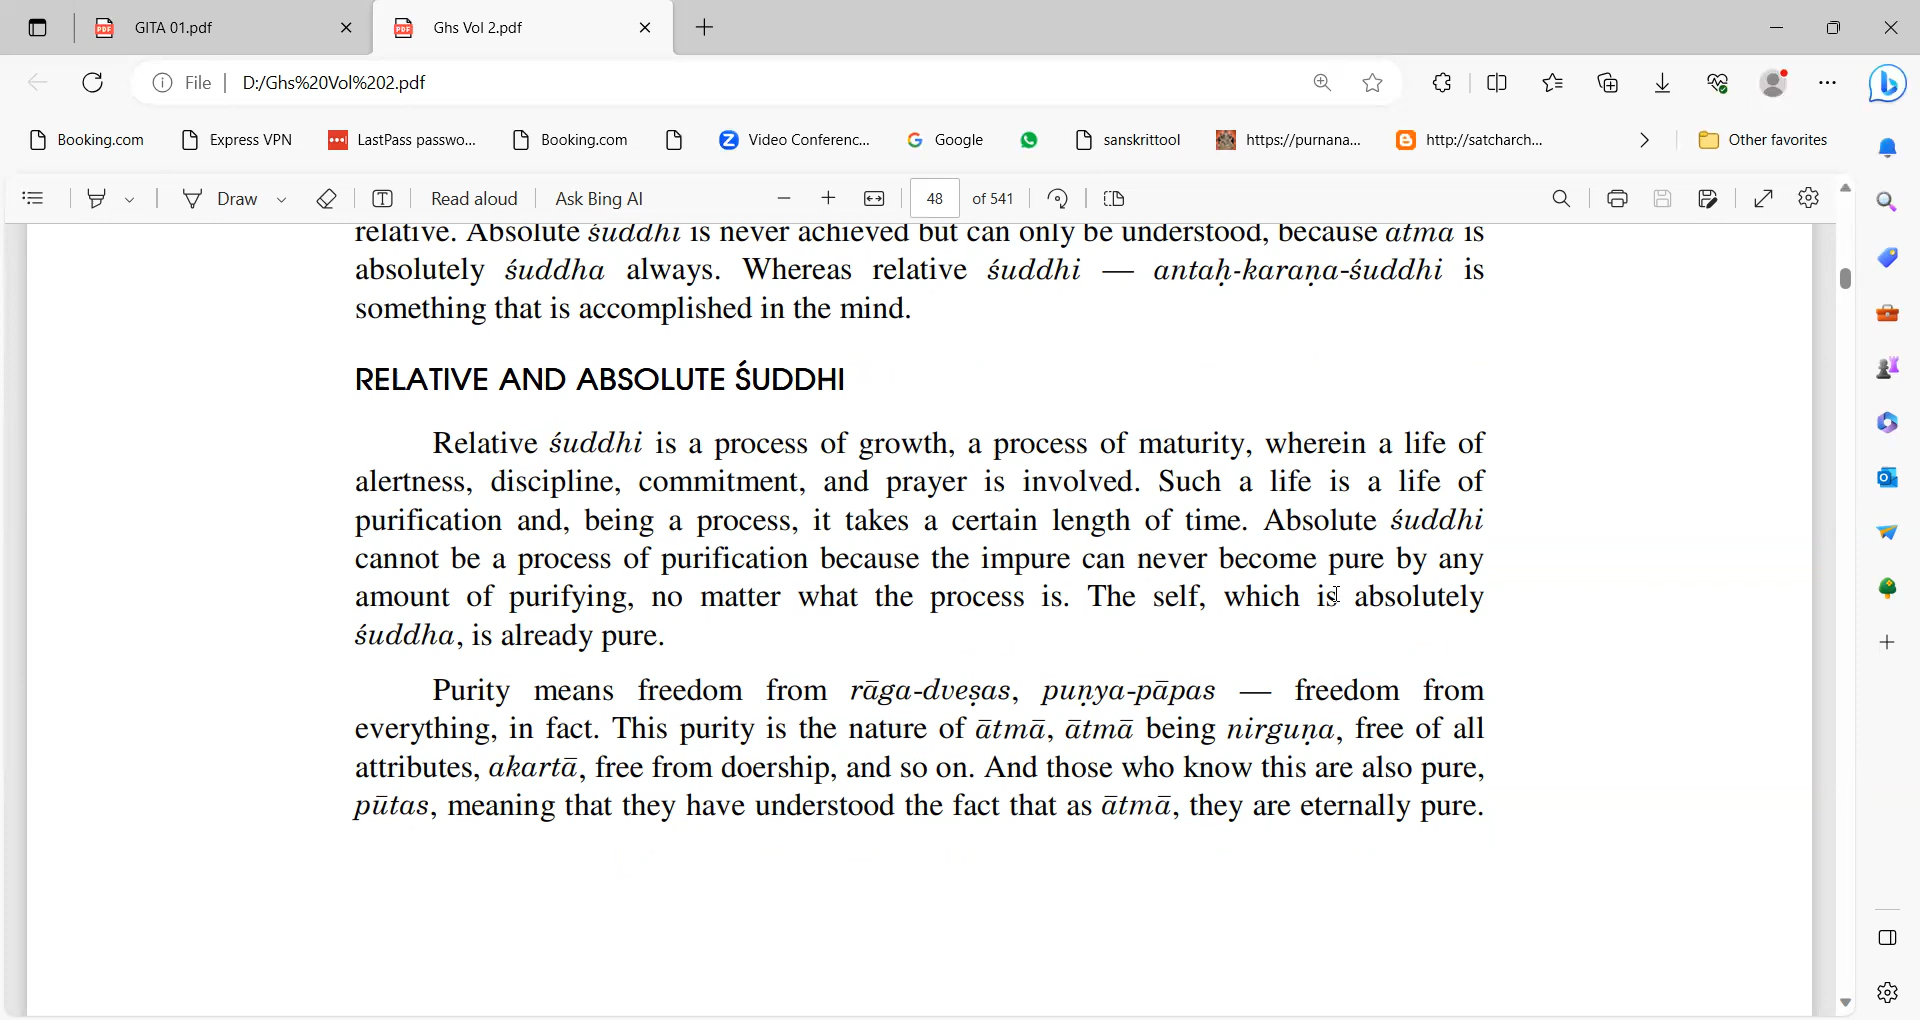 GITA 01.pdf
Ghs Vol 2.pdf
File | D:/Ghs%20Vol%202.pdf
Booking.com
Express VPN
LastPass passwo...
Booking.com
Video Conferenc...
Google
sanskrittool
https://purnana...
http://satcharch...
Other favorites
Draw
Read aloud
Ask Bing AI
48 of 541
relative. Absolute śuddhi is never achieved but can only be understood, because ātmā is
absolutely śuddha always. Whereas relative śuddhi — antaḥ-karaṇa-śuddhi is
something that is accomplished in the mind.
RELATIVE AND ABSOLUTE ŚUDDHI
Relative śuddhi is a process of growth, a process of maturity, wherein a life of
alertness, discipline, commitment, and prayer is involved. Such a life is a life of
purification and, being a process, it takes a certain length of time. Absolute śuddhi
cannot be a process of purification because the impure can never become pure by any
amount of purifying, no matter what the process is. The self, which is absolutely
śuddha, is already pure.
Purity means freedom from rāga-dveṣas, puṇya-pāpas — freedom from
everything, in fact. This purity is the nature of ātmā, ātmā being nirguṇa, free of all
attributes, akartā, free from doership, and so on. And those who know this are also pure,
pūtas, meaning that they have understood the fact that as ātmā, they are eternally pure.